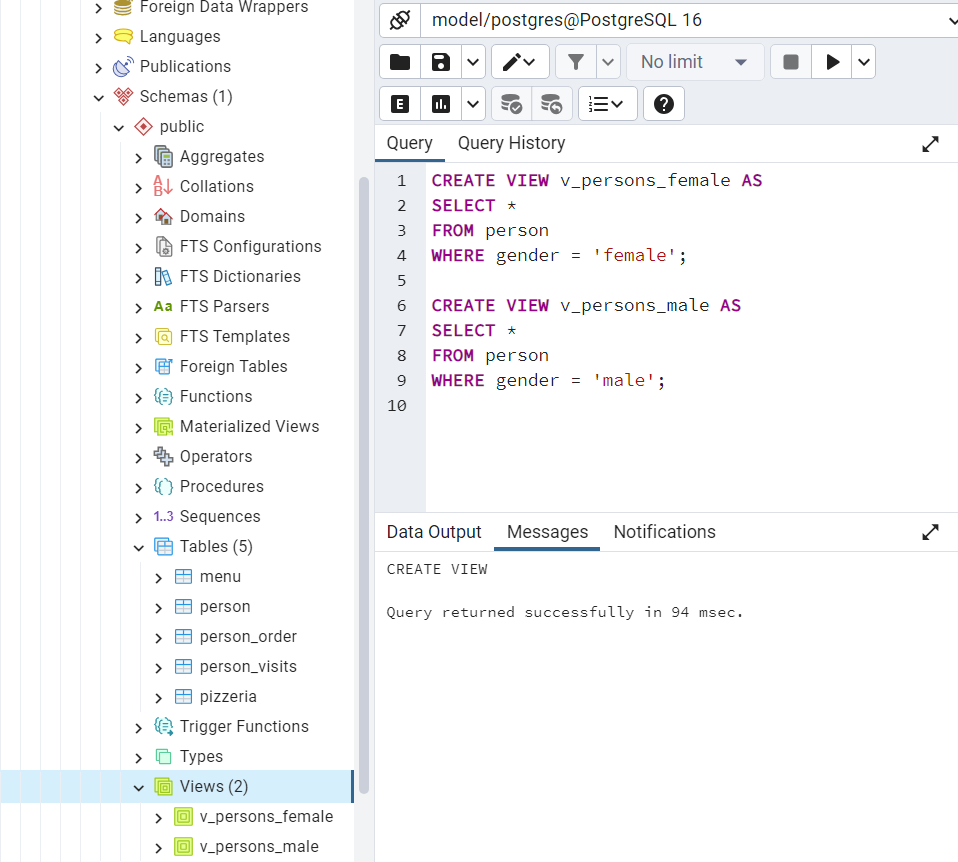 Foreign Data Wrappers
Languages
Publications
Schemas (1)
public
Aggregates
Collations
Domains
FTS Configurations
FTS Dictionaries
Aa FTS Parsers
FTS Templates
Foreign Tables
Functions
Materialized Views
Operators
Procedures
1..3 Sequences
Tables (5)
menu
person
person_order
person_visits
pizzeria
Trigger Functions
Types
Views (2)
v_persons_female
v_persons_male
model/postgres@PostgreSQL 16
No limit
E
Query Query History
1 CREATE VIEW v_persons_female AS
2 SELECT *
3 FROM person
4 WHERE gender = 'female';
5
6 CREATE VIEW v_persons_male AS
7 SELECT *
8 FROM person
9 WHERE gender = 'male';
10
Data Output Messages Notifications
CREATE VIEW
Query returned successfully in 94 msec.